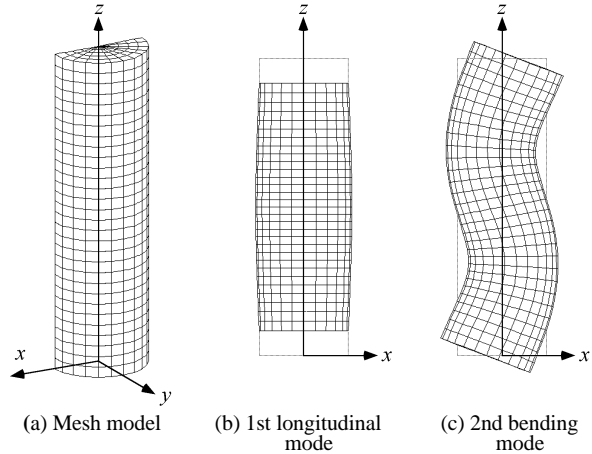 z
z
z
x
y
x
x
(a) Mesh model
(b) 1st longitudinal
mode
(c) 2nd bending
mode